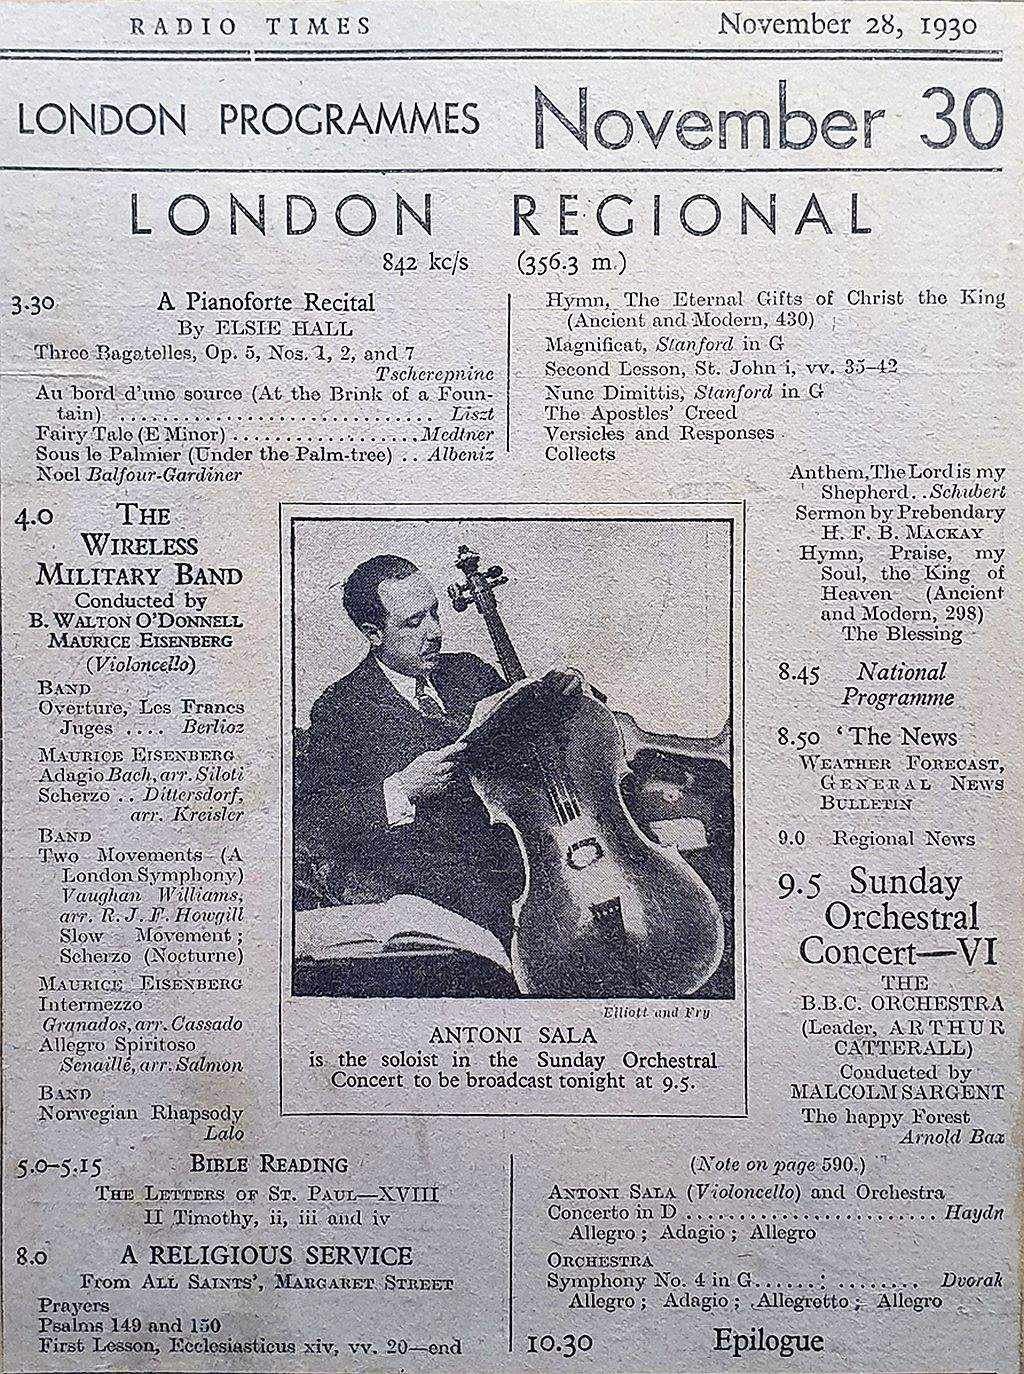 RADIO TIMES
November 28, 1930
LONDON PROGRAMMES November 30
LONDON REGIONAL
842 kc/s (356.3 m.)
3.30 A Pianoforte Recital
By ELSIE HALL
Three Bagatelles, Op. 5, Nos. 1, 2, and 7
Tscherepnine
Au bord d'une source (At the Brink of a Foun-
tain) .................................. Liszt
Fairy Tale (E Minor) .................. Medtner
Sous le Palmier (Under the Palm-tree) .. Albeniz
Noel Balfour-Gardiner
4.0 THE
WIRELESS
MILITARY BAND
Conducted by
B. WALTON O'DONNELL
MAURICE EISENBERG
(Violoncello)
BAND
Overture, Les Francs
Juges .... Berlioz
MAURICE EISENBERG
Adagio Bach, arr. Siloti
Scherzo .. Dittersdorf,
arr. Kreisler
BAND
Two Movements (A
London Symphony)
Vaughan Williams,
arr. R. J. F. Howgill
Slow Movement;
Scherzo (Nocturne)
MAURICE EISENBERG
Intermezzo
Granados, arr. Cassado
Allegro Spiritoso
Senaillé, arr. Salmon
BAND
Norwegian Rhapsody
Lalo
5.0–5.15 BIBLE READING
THE LETTERS OF ST. PAUL—XVIII
II Timothy, ii, iii and iv
8.0 A RELIGIOUS SERVICE
From ALL SAINTS', MARGARET STREET
Prayers
Psalms 149 and 150
First Lesson, Ecclesiasticus xiv, vv. 20—end
Elliott and Fry
ANTONI SALA
is the soloist in the Sunday Orchestral
Concert to be broadcast tonight at 9.5.
Hymn, The Eternal Gifts of Christ the King
(Ancient and Modern, 430)
Magnificat, Stanford in G
Second Lesson, St. John i, vv. 35–42
Nunc Dimittis, Stanford in G
The Apostles' Creed
Versicles and Responses
Collects
Anthem, The Lord is my
Shepherd.. Schubert
Sermon by Prebendary
H. F. B. MACKAY
Hymn, Praise, my
Soul, the King of
Heaven (Ancient
and Modern, 298)
The Blessing
8.45 National
Programme
8.50 'The News
WEATHER FORECAST,
GENERAL NEWS
BULLETIN
9.0 Regional News
9.5 Sunday
Orchestral
Concert—VI
THE
B.B.C. ORCHESTRA
(Leader, ARTHUR
CATTERALL)
Conducted by
MALCOLM SARGENT
The happy Forest
Arnold Bax
(Note on page 590.)
ANTONI SALA (Violoncello) and Orchestra
Concerto in D ........................ Haydn
Allegro; Adagio; Allegro
ORCHESTRA
Symphony No. 4 in G................ Dvorak
Allegro; Adagio; Allegretto; Allegro
10.30 Epilogue